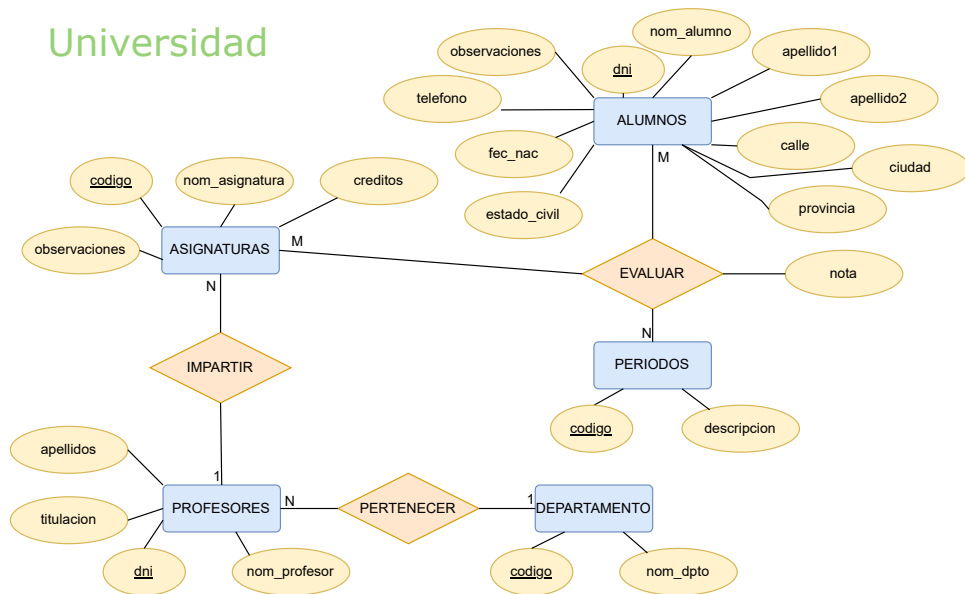 Universidad
nom_alumno
observaciones
dni
apellido1
telefono
apellido2
ALUMNOS
fec_nac
M
calle
ciudad
codigo
nom_asignatura
creditos
estado_civil
provincia
observaciones
ASIGNATURAS
M
EVALUAR
nota
N
N
IMPARTIR
PERIODOS
codigo
descripcion
apellidos
1
PROFESORES
N
PERTENECER
1
DEPARTAMENTO
titulacion
dni
nom_profesor
codigo
nom_dpto